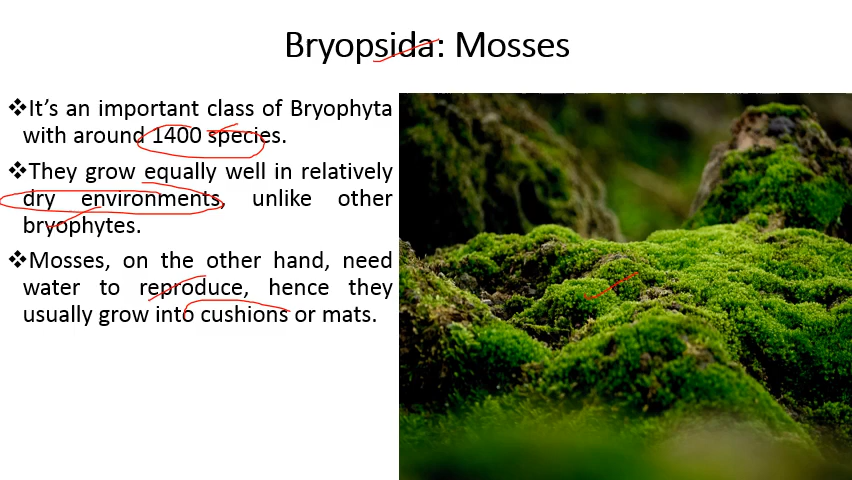 Bryopsida: Mosses
❖It’s an important class of Bryophyta
with around 1400 species.
❖They grow equally well in relatively
dry environments, unlike other
bryophytes.
❖Mosses, on the other hand, need
water to reproduce, hence they
usually grow into cushions or mats.